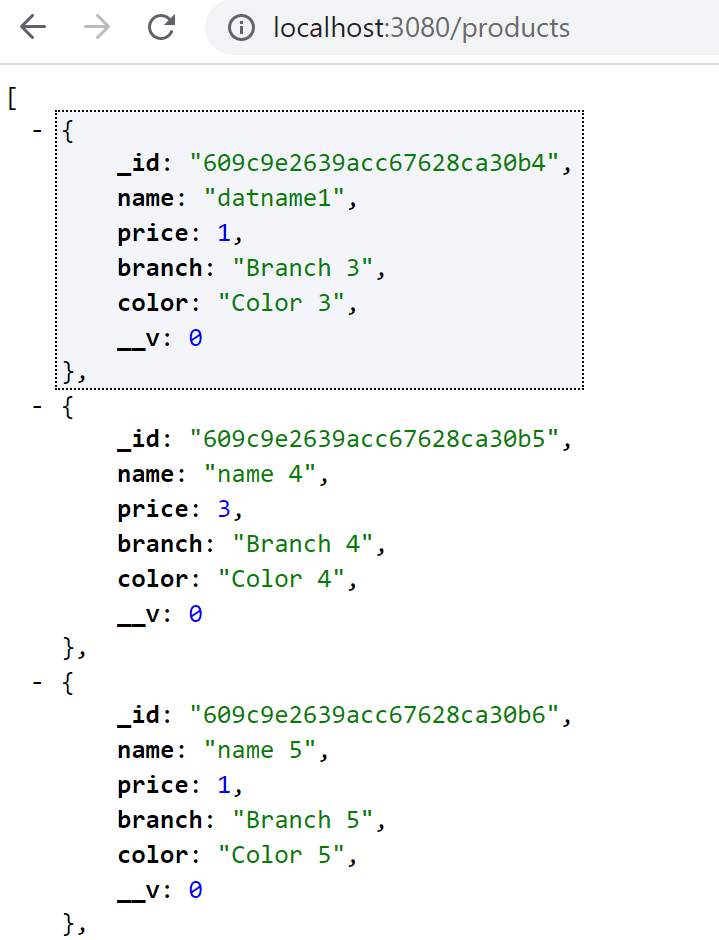 localhost:3080/products
[
- {
_id: "609c9e2639acc67628ca30b4",
name: "datname1",
price: 1,
branch: "Branch 3",
color: "Color 3",
__v: 0
},
- {
_id: "609c9e2639acc67628ca30b5",
name: "name 4",
price: 3,
branch: "Branch 4",
color: "Color 4",
__v: 0
},
- {
_id: "609c9e2639acc67628ca30b6",
name: "name 5",
price: 1,
branch: "Branch 5",
color: "Color 5",
__v: 0
},